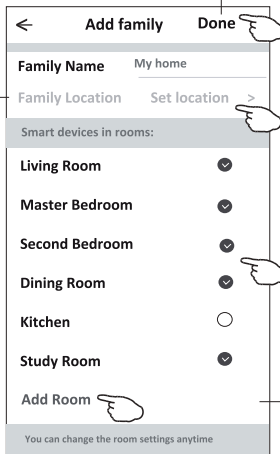 ← Add family Done
Family Name My home
Family Location Set location >
Smart devices in rooms:
Living Room
Master Bedroom
Second Bedroom
Dining Room
Kitchen
Study Room
Add Room
You can change the room settings anytime